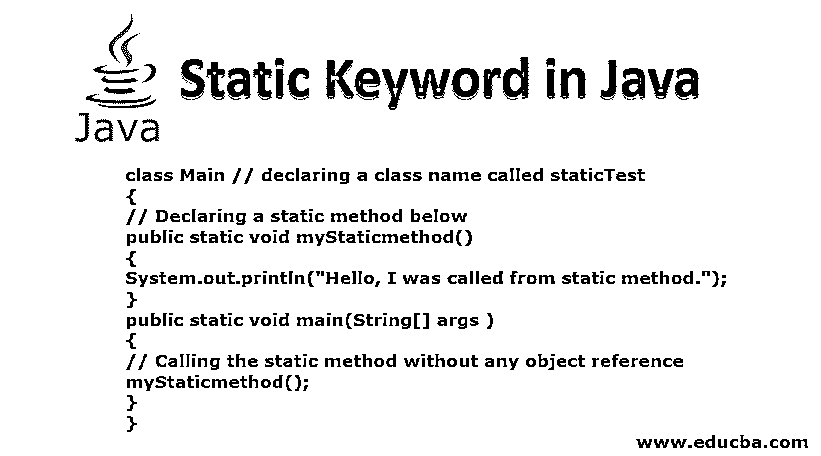 Static Keyword in Java
Java
class Main // declaring a class name called staticTest
{
// Declaring a static method below
public static void myStaticmethod()
{
System.out.println("Hello, I was called from static method.");
}
public static void main(String[] args )
{
// Calling the static method without any object reference
myStaticmethod();
}
}
www.educba.com